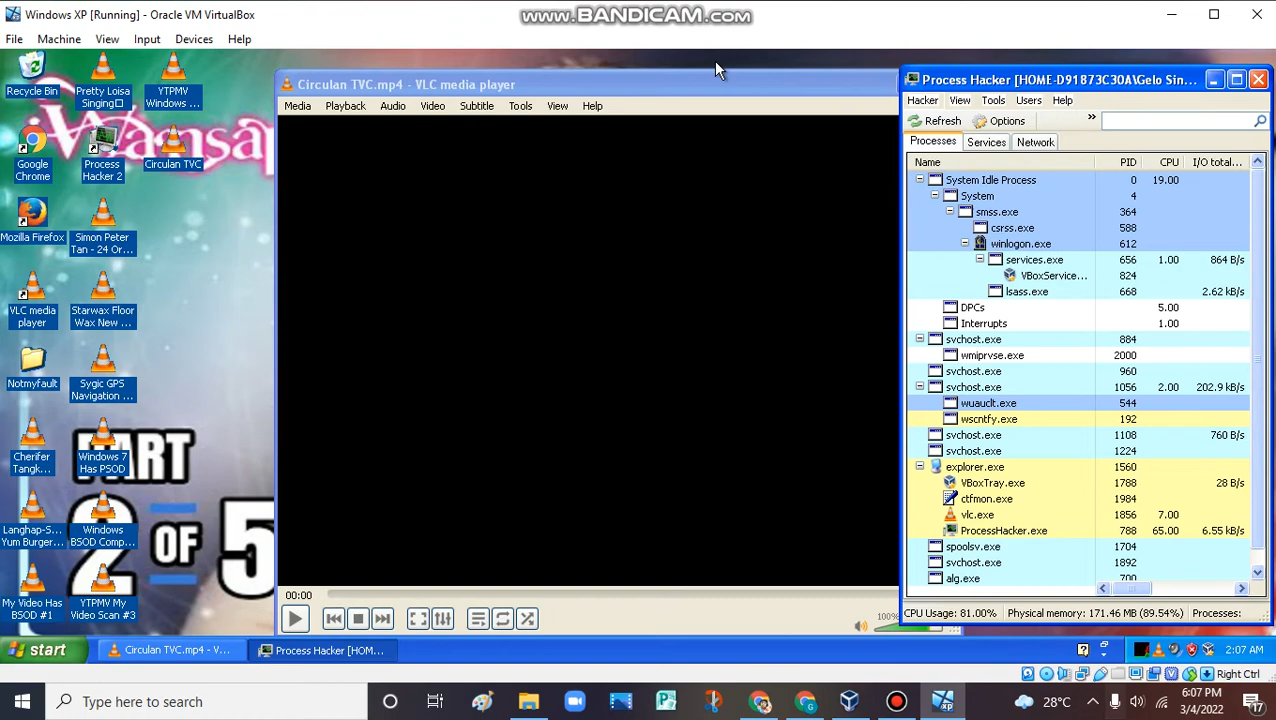 Windows XP [Running] - Oracle VM VirtualBox
www.BANDICAM.com
File Machine View Input Devices Help
Recycle Bin
Pretty Loisa Singing
YTPMV Windows ...
Google Chrome
Process Hacker 2
Circulan TVC
Mozilla Firefox
Simon Peter Tan - 24 Or...
VLC media player
Starwax Floor Wax New ...
Notmyfault
Sygic GPS Navigation ...
Cherifer Tangk...
Windows 7 Has PSOD
Langhap-S... Yum Burger...
Windows BSOD Comp...
My Video Has BSOD #1
YTPMV My Video Scan #3
Wansap
PART
2 OF 5
Circulan TVC.mp4 - VLC media player
Media Playback Audio Video Subtitle Tools View Help
00:00
100%
Process Hacker [HOME-D91873C30A\Gelo Sin...
Hacker View Tools Users Help
Refresh Options »
Processes Services Network
Name PID CPU I/O total...
System Idle Process 0 19.00
System 4
smss.exe 364
csrss.exe 588
winlogon.exe 612
services.exe 656 1.00 864 B/s
VBoxService... 824
lsass.exe 668 2.62 kB/s
DPCs 5.00
Interrupts 1.00
svchost.exe 884
wmiprvse.exe 2000
svchost.exe 960
svchost.exe 1056 2.00 202.9 kB/s
wuauclt.exe 544
wscntfy.exe 192
svchost.exe 1108 760 B/s
svchost.exe 1224
explorer.exe 1560
VBoxTray.exe 1788 28 B/s
ctfmon.exe 1984
vlc.exe 1856 7.00
ProcessHacker.exe 788 65.00 6.55 kB/s
spoolsv.exe 1704
svchost.exe 1892
alg.exe 700
CPU Usage: 81.00% Physical memory: 171.46 MB (89.54%) Processes:
start
Circulan TVC.mp4 - V...
Process Hacker [HOM...
2:07 AM
Right Ctrl
Type here to search
28°C
6:07 PM
3/4/2022
17